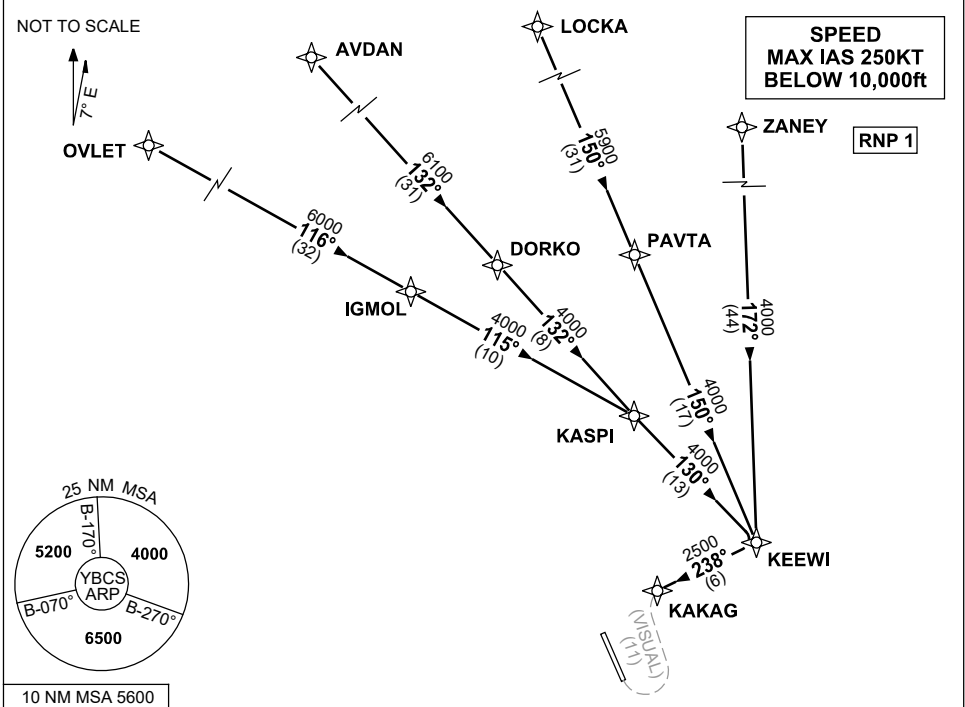 NOT TO SCALE
7° E
OVLET
AVDAN
LOCKA
SPEED
MAX IAS 250KT
BELOW 10,000ft
ZANEY
RNP 1
6000
116°
(32)
6100
132°
(31)
5900
150°
(31)
4000
172°
(44)
IGMOL
DORKO
PAVTA
4000
115°
(10)
4000
132°
(8)
4000
150°
(17)
KASPI
4000
130°
(13)
KEEWI
2500
238°
(6)
KAKAG
(VISUAL)
(11)
25 NM MSA
B-170°
5200
4000
YBCS
ARP
B-070°
B-270°
6500
10 NM MSA 5600